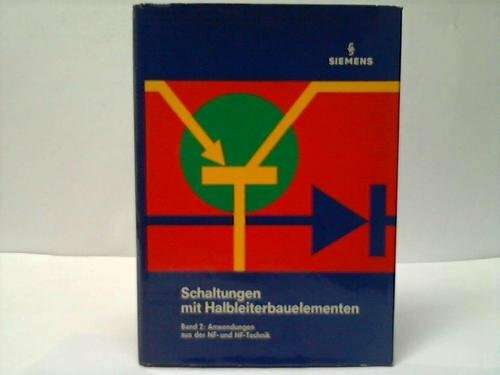 SIEMENS
Schaltungen
mit Halbleiterbauelementen
Band 2: Anwendungen
aus der NF- und HF-Technik